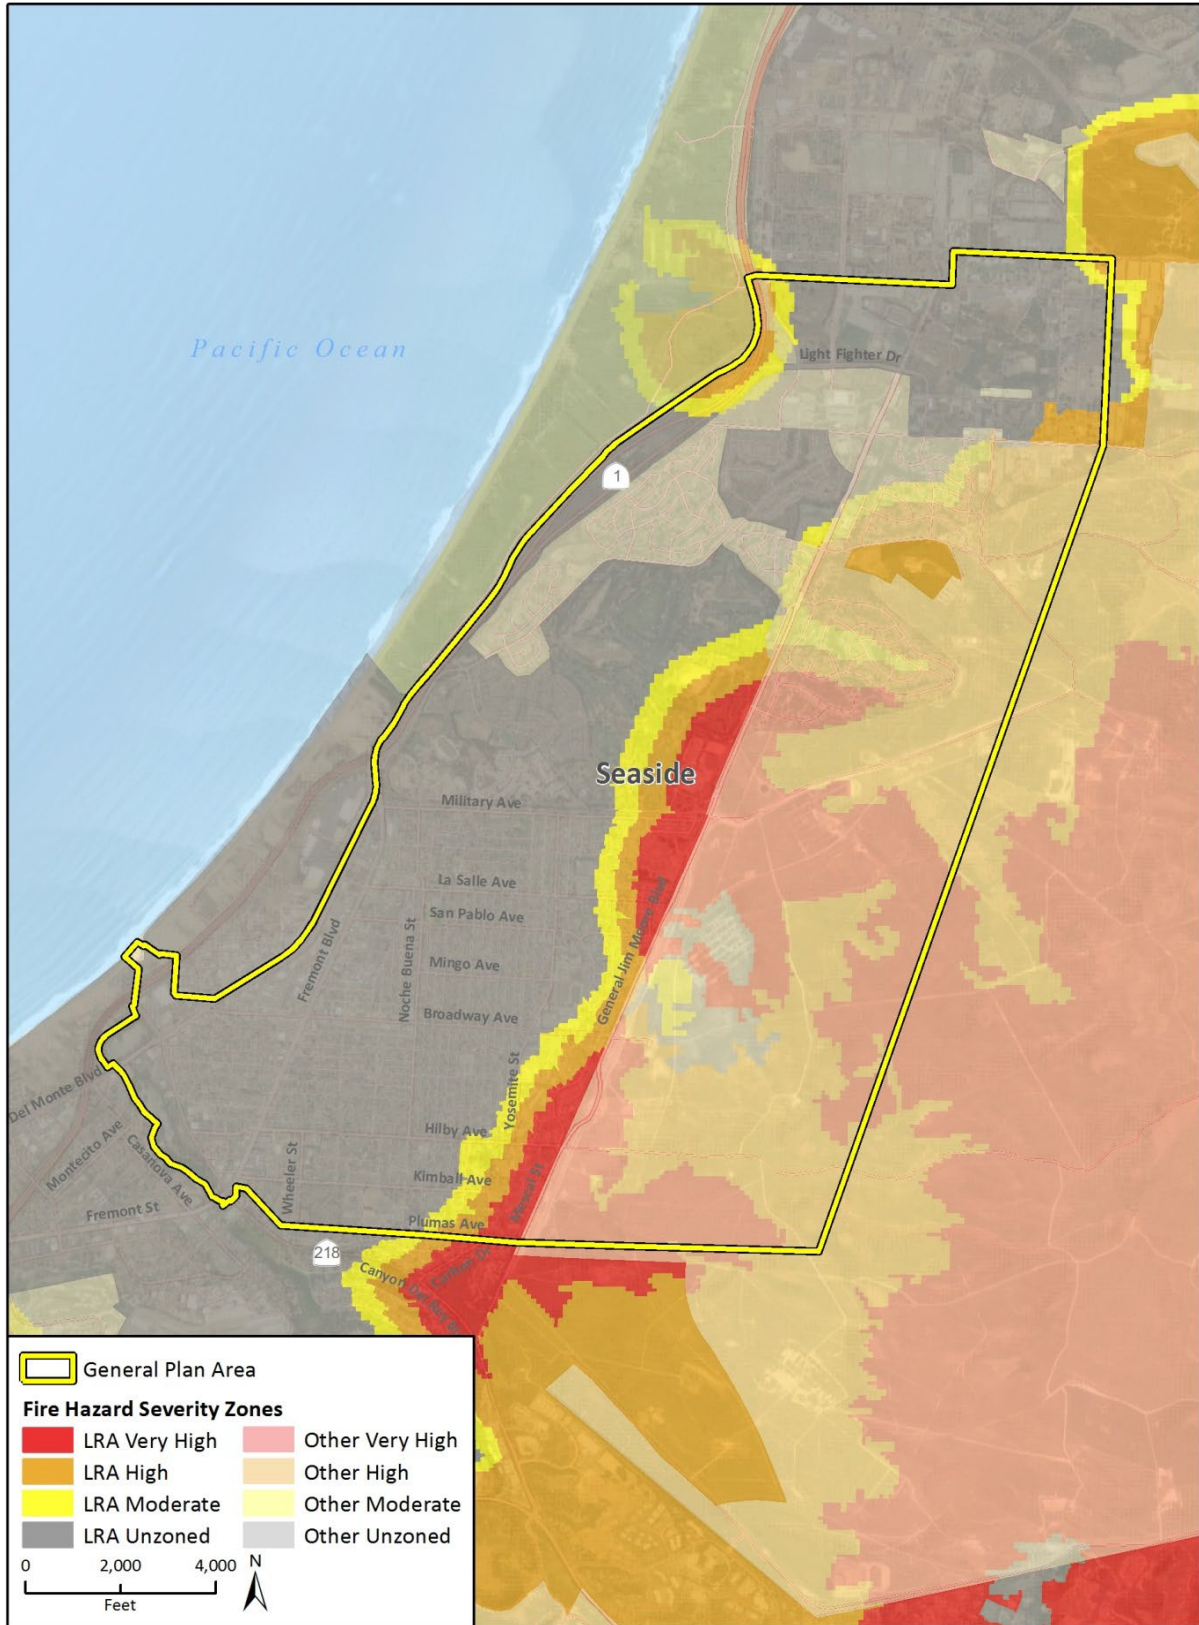 Pacific Ocean
Light Fighter Dr
1
Seaside
Military Ave
La Salle Ave
San Pablo Ave
Fremont Blvd
Noche Buena St
General Jim Moore Blvd
Mingo Ave
Broadway Ave
Yosemite St
Del Monte Blvd
Hilby Ave
Montecito Ave
Casanova Ave
Wheeler St
Kimball Ave
Mescal St
Fremont St
Plumas Ave
218
Carlton Dr
Canyon Del Rey Blvd
General Plan Area
Fire Hazard Severity Zones
LRA Very High
Other Very High
LRA High
Other High
LRA Moderate
Other Moderate
LRA Unzoned
Other Unzoned
0 2,000 4,000
Feet
N